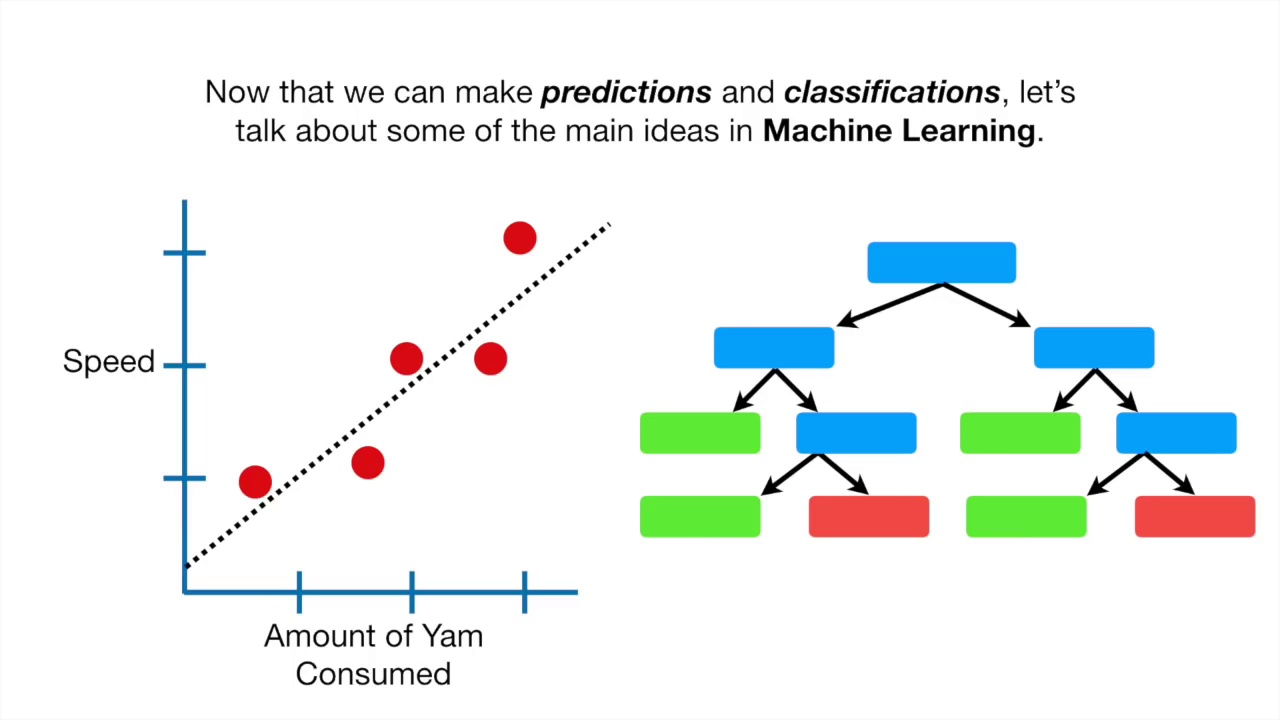 Now that we can make predictions and classifications, let’s
talk about some of the main ideas in Machine Learning.
Speed
Amount of Yam
Consumed